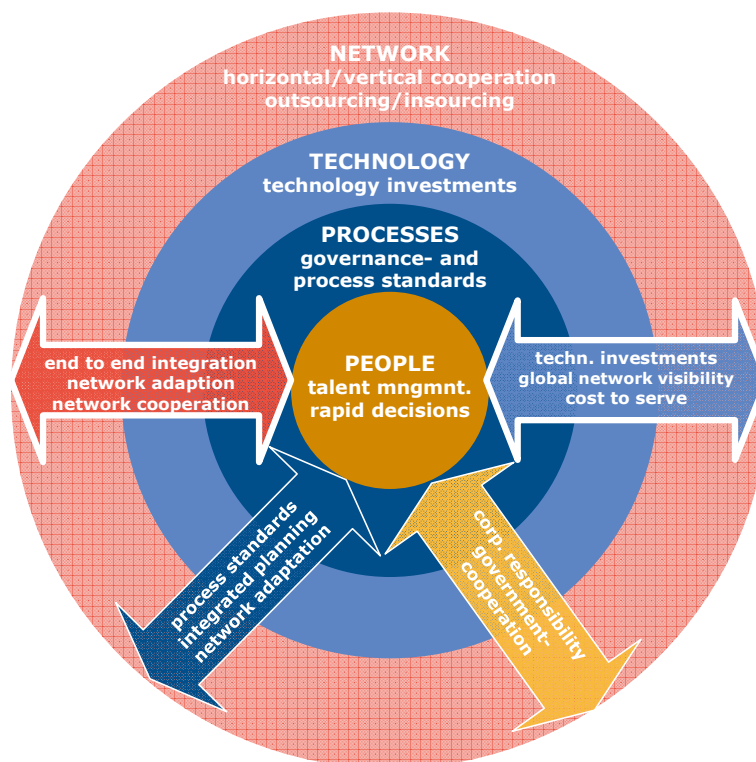 NETWORK
horizontal/vertical cooperation
outsourcing/insourcing
TECHNOLOGY
technology investments
PROCESSES
governance- and
process standards
PEOPLE
talent mngmnt.
rapid decisions
end to end integration
network adaption
network cooperation
techn. investments
global network visibility
cost to serve
process standards
integrated planning
network adaptation
corp. responsibility
government-
cooperation